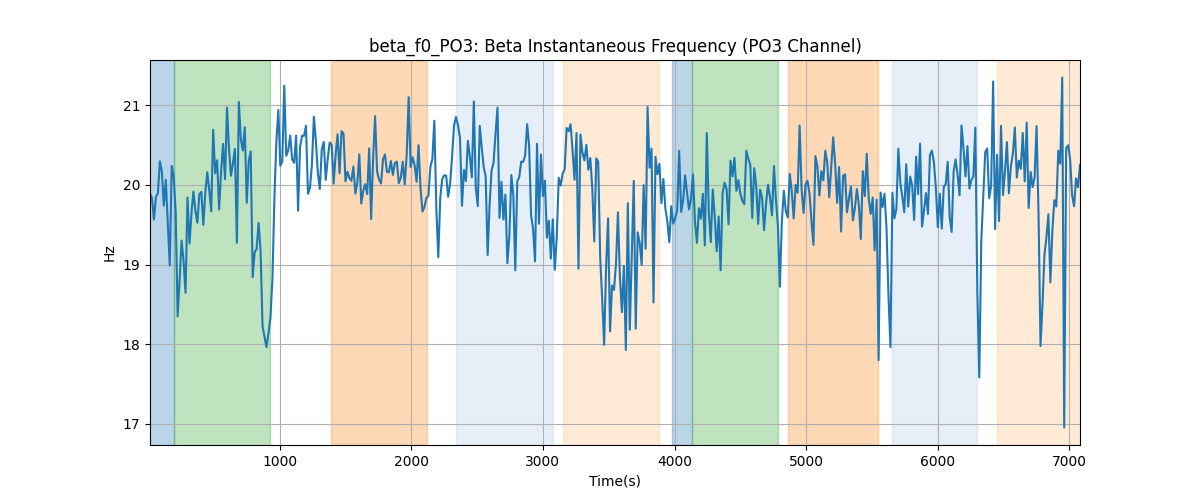 beta_f0_PO3: Beta Instantaneous Frequency (PO3 Channel)
Hz
21
20
19
18
17
1000 2000 3000 4000 5000 6000 7000
Time(s)